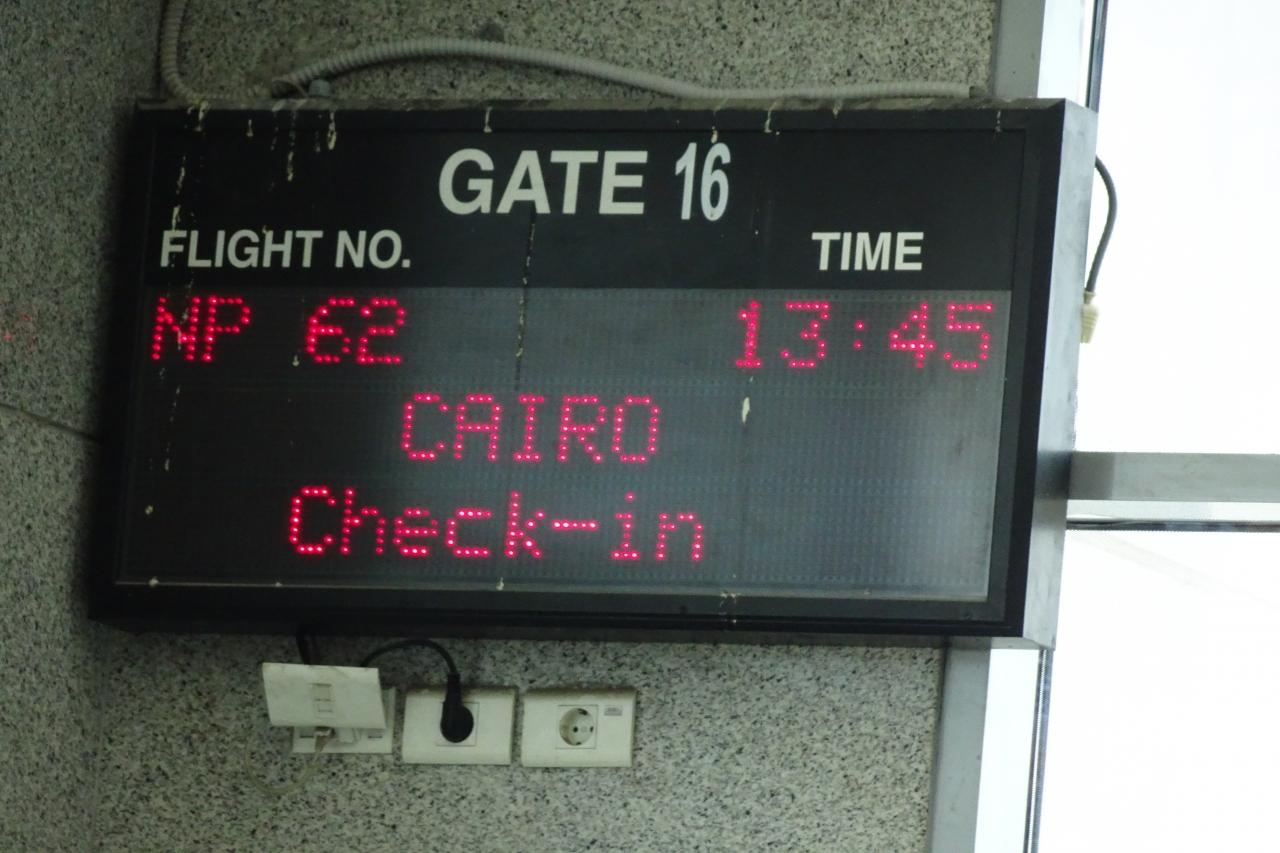 GATE 16
FLIGHT NO. TIME
NP 62 13:45
CAIRO
Check-in